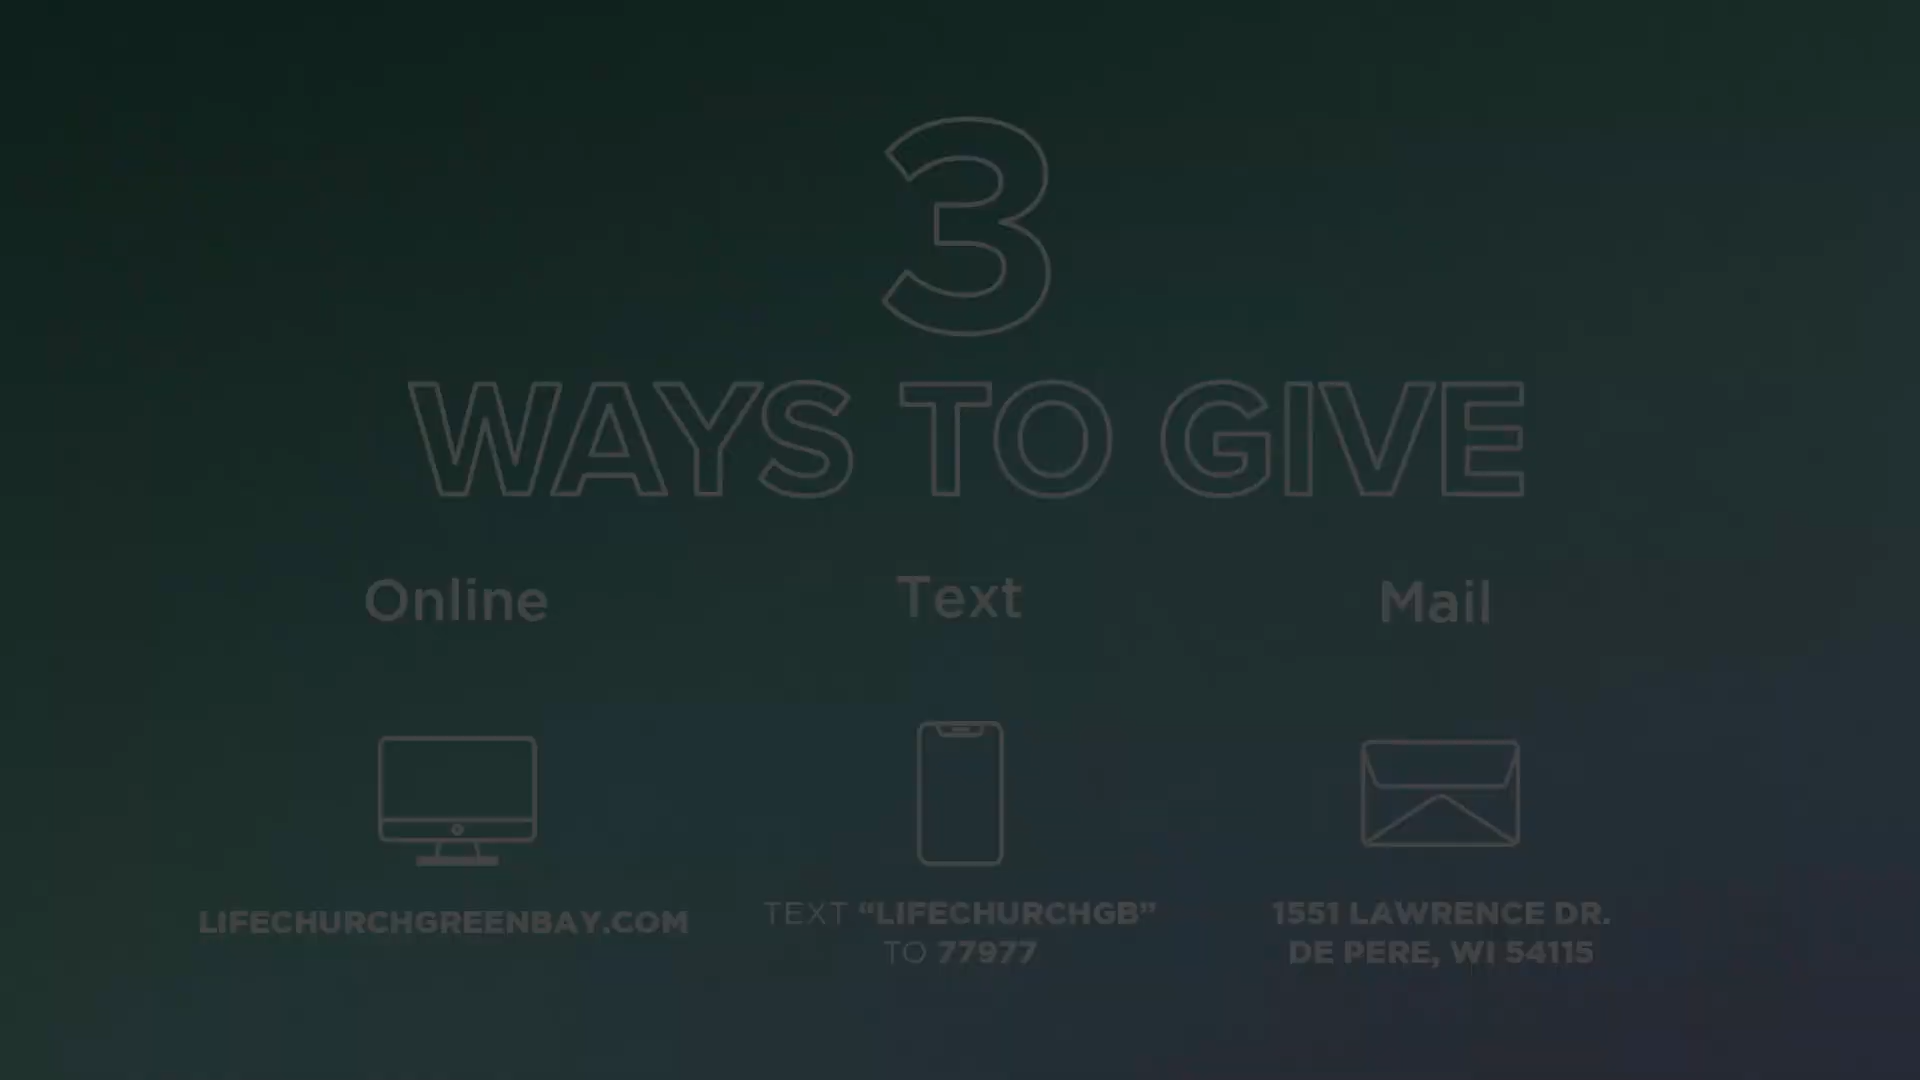 3
WAYS TO GIVE
Online
LIFECHURCHGREENBAY.COM
Text
TEXT “LIFECHURCHGB”
TO 77977
Mail
1551 LAWRENCE DR.
DE PERE, WI 54115